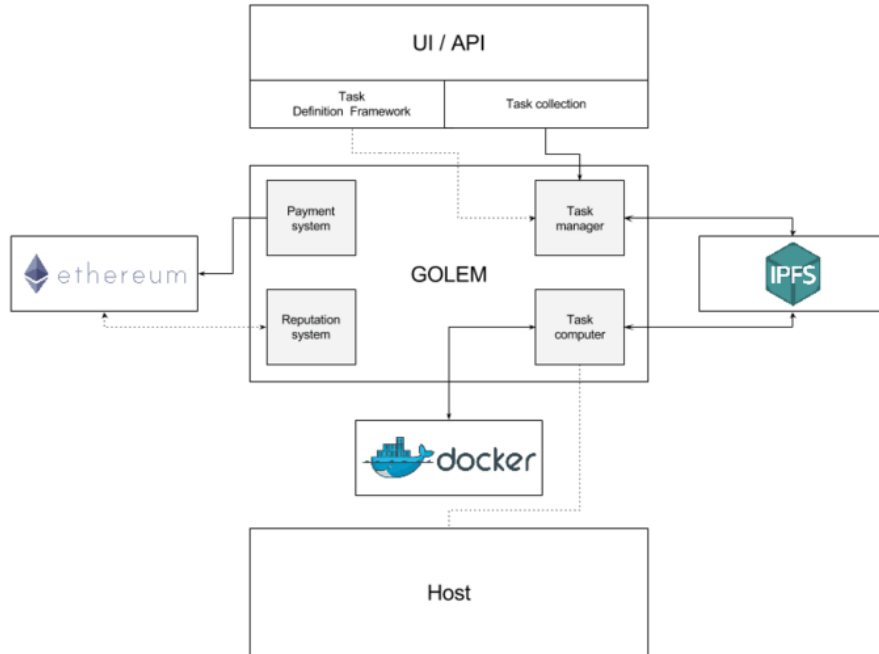 UI / API
Task
Definition Framework
Task collection
Payment
system
Task
manager
ethereum
GOLEM
IPFS
Reputation
system
Task
computer
docker
Host